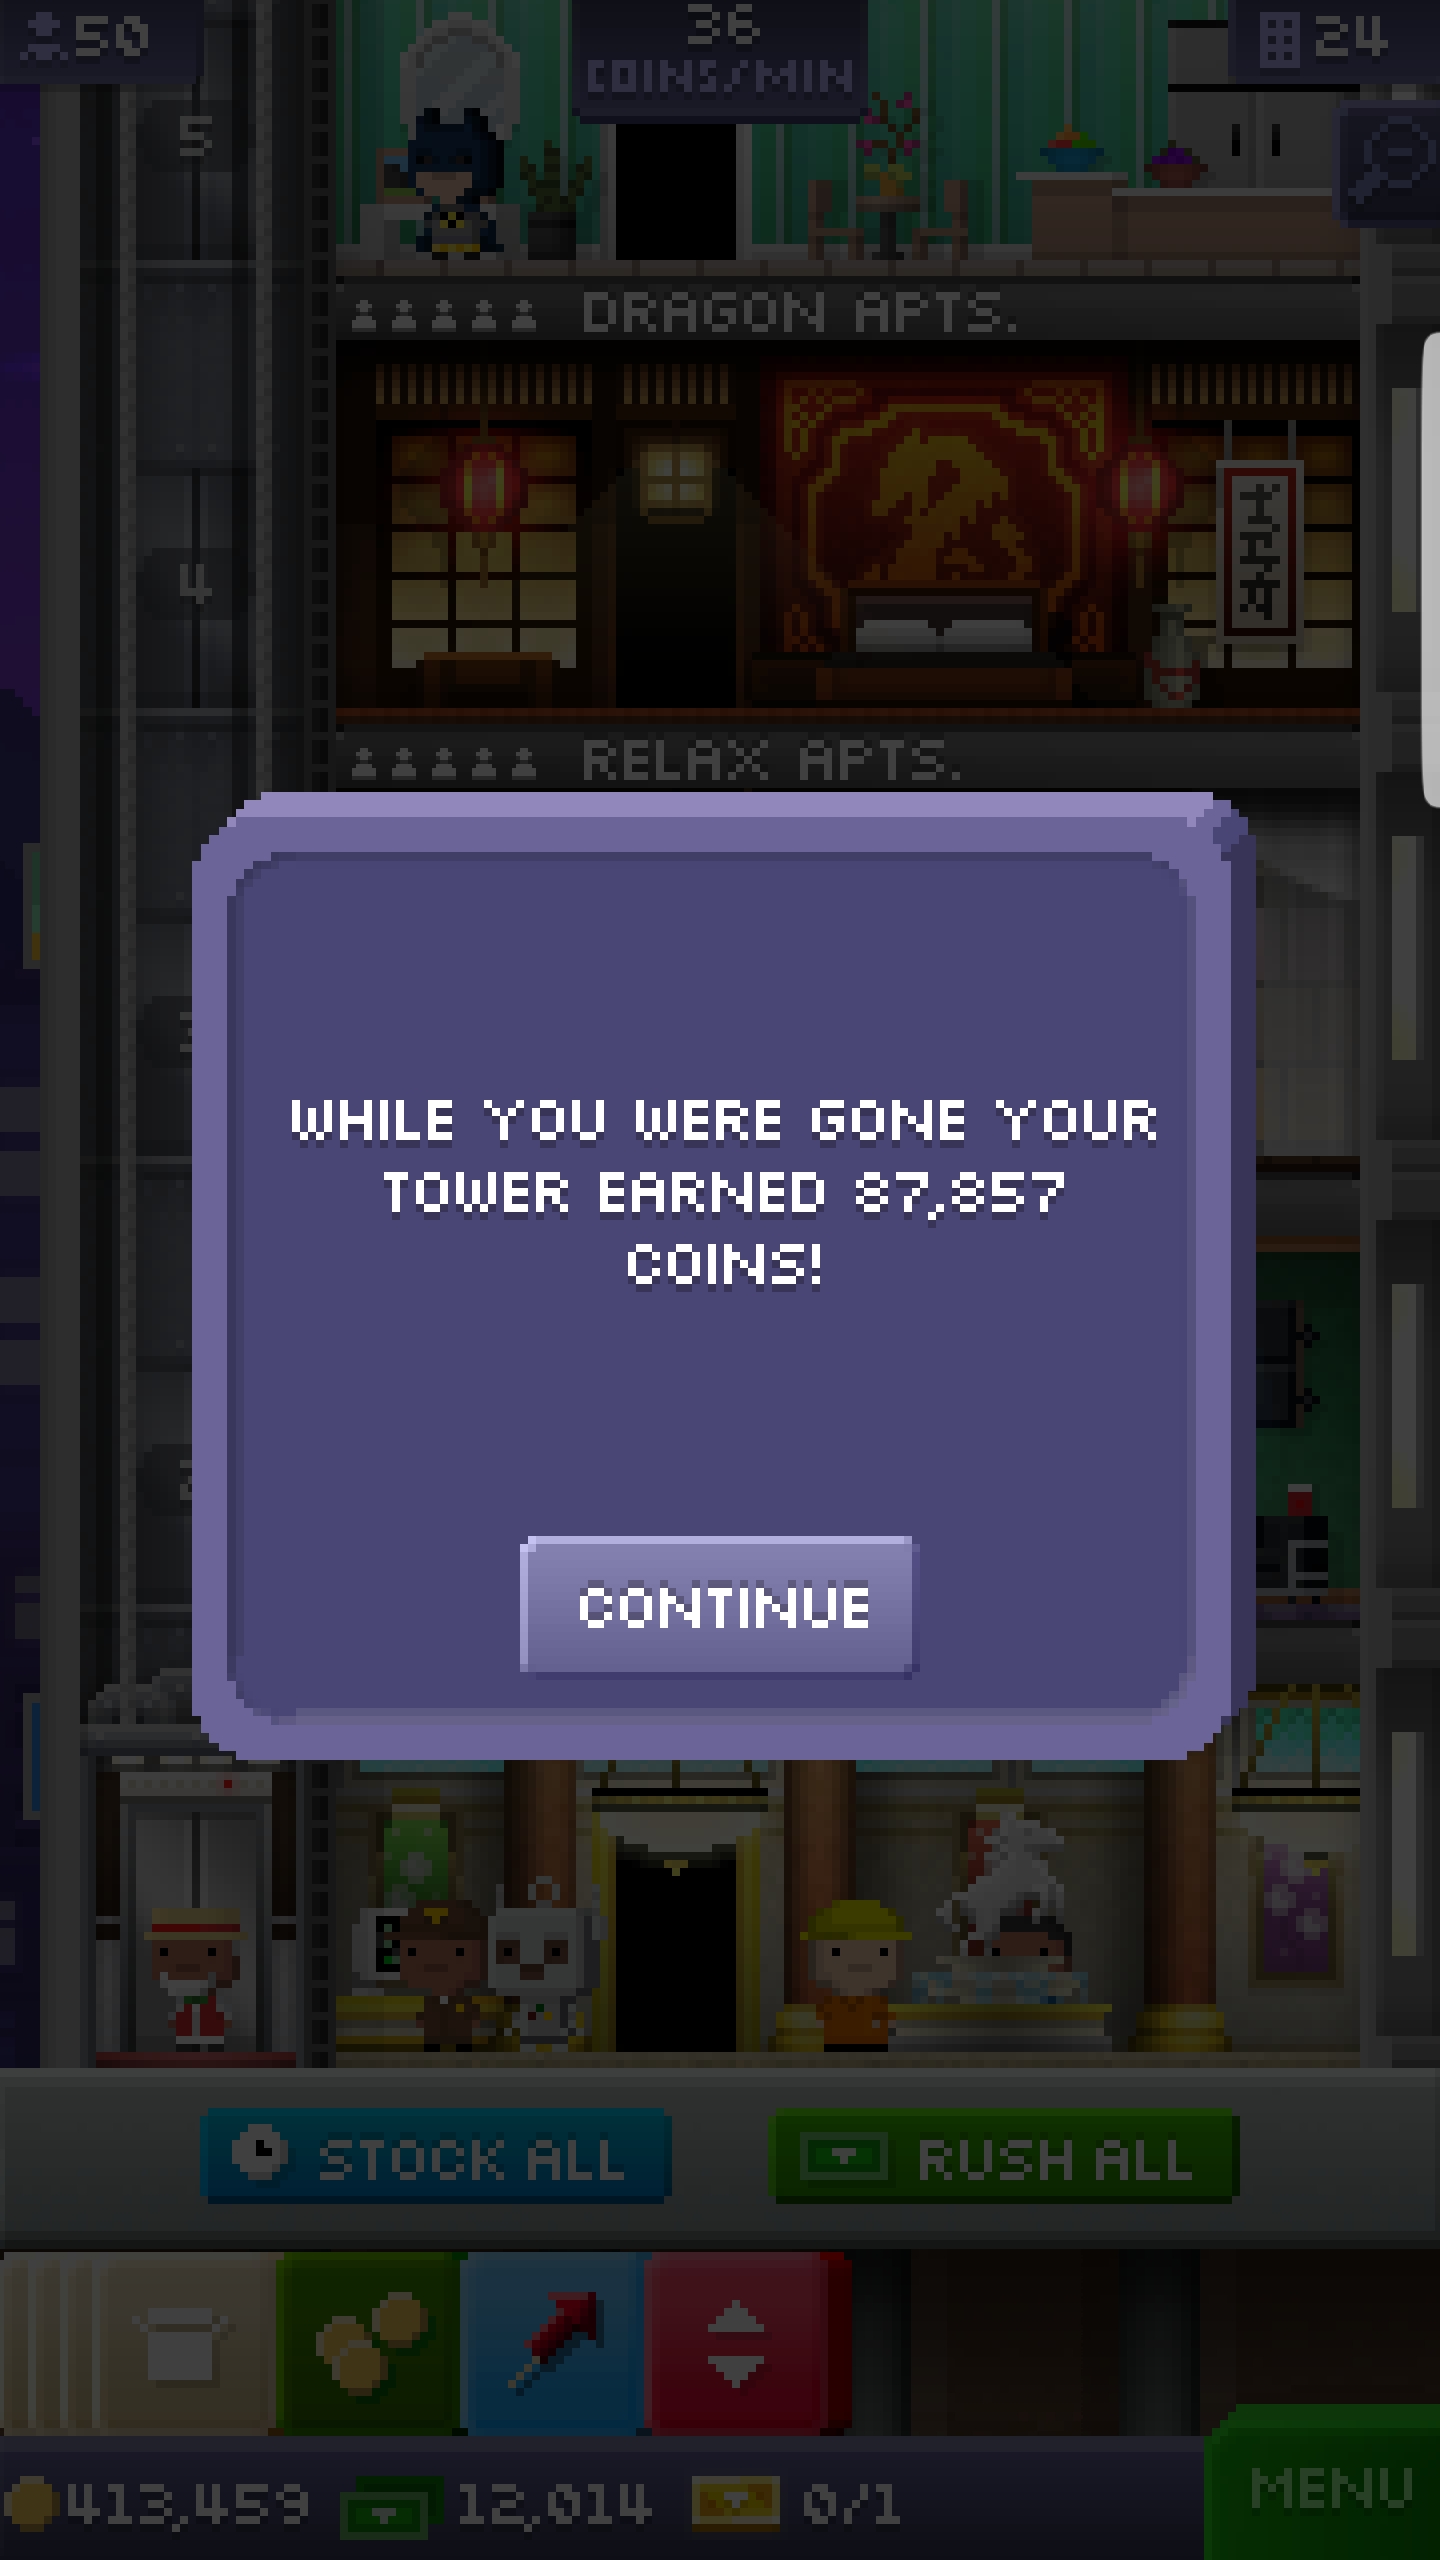 50
36
COINS/MIN
24
5
DRAGON APTS.
4
RELAX APTS.
WHILE YOU WERE GONE YOUR
TOWER EARNED 87,857
COINS!
CONTINUE
STOCK ALL
RUSH ALL
413,459
12,014
0/1
MENU